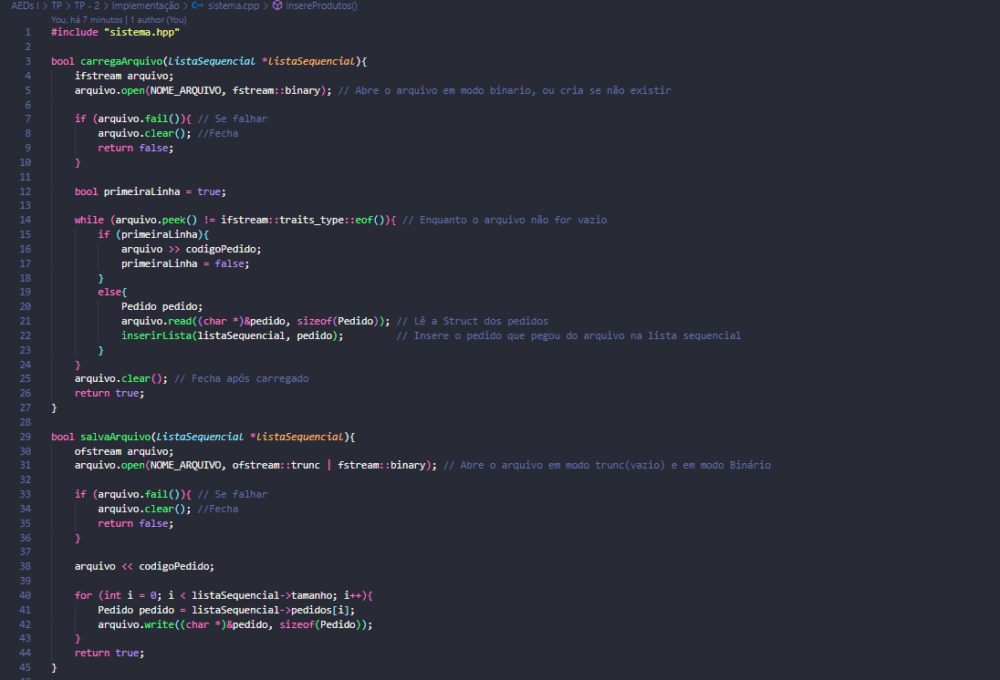 AEDs I > TP > TP - 2 > Implementação > C++ sistema.cpp > insereProdutos()
You, há 7 minutos | 1 author (You)
1 #include "sistema.hpp"
2
3 bool carregaArquivo(ListaSequencial *listaSequencial){
4 ifstream arquivo;
5 arquivo.open(NOME_ARQUIVO, fstream::binary); // Abre o arquivo em modo binario, ou cria se não existir
6
7 if (arquivo.fail()){ // Se falhar
8 arquivo.clear(); //Fecha
9 return false;
10 }
11
12 bool primeiraLinha = true;
13
14 while (arquivo.peek() != ifstream::traits_type::eof()){ // Enquanto o arquivo não for vazio
15 if (primeiraLinha){
16 arquivo >> codigoPedido;
17 primeiraLinha = false;
18 }
19 else{
20 Pedido pedido;
21 arquivo.read((char *)&pedido, sizeof(Pedido)); // Lê a Struct dos pedidos
22 inserirLista(listaSequencial, pedido); // Insere o pedido que pegou do arquivo na lista sequencial
23 }
24 }
25 arquivo.clear(); // Fecha após carregado
26 return true;
27 }
28
29 bool salvaArquivo(ListaSequencial *listaSequencial){
30 ofstream arquivo;
31 arquivo.open(NOME_ARQUIVO, ofstream::trunc | fstream::binary); // Abre o arquivo em modo trunc(vazio) e em modo Binário
32
33 if (arquivo.fail()){ // Se falhar
34 arquivo.clear(); //Fecha
35 return false;
36 }
37
38 arquivo << codigoPedido;
39
40 for (int i = 0; i < listaSequencial->tamanho; i++){
41 Pedido pedido = listaSequencial->pedidos[i];
42 arquivo.write((char *)&pedido, sizeof(Pedido));
43 }
44 return true;
45 }